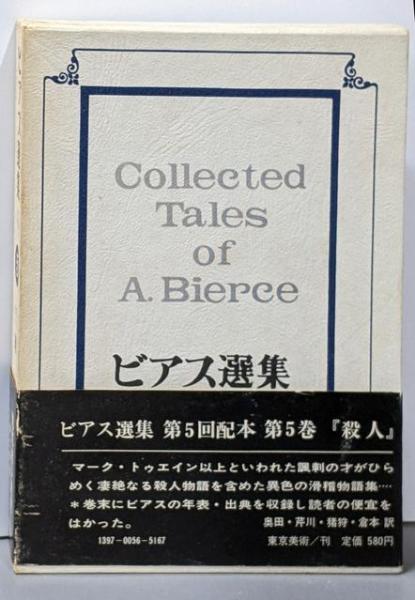 Collected
Tales
of
A. Bierce
ビアス選集
ビアス選集 第5回配本 第5巻 『殺人』
マーク・トゥエイン以上といわれた諷刺の才がひら
めく凄絶なる殺人物語を含めた異色の滑稽物語集‥‥
*巻末にビアスの年表・出典を収録し読者の便宜を
はかった。
奥田・芹川・猪狩・倉本 訳
1397-0056-5167
東京美術/刊 定価 580円